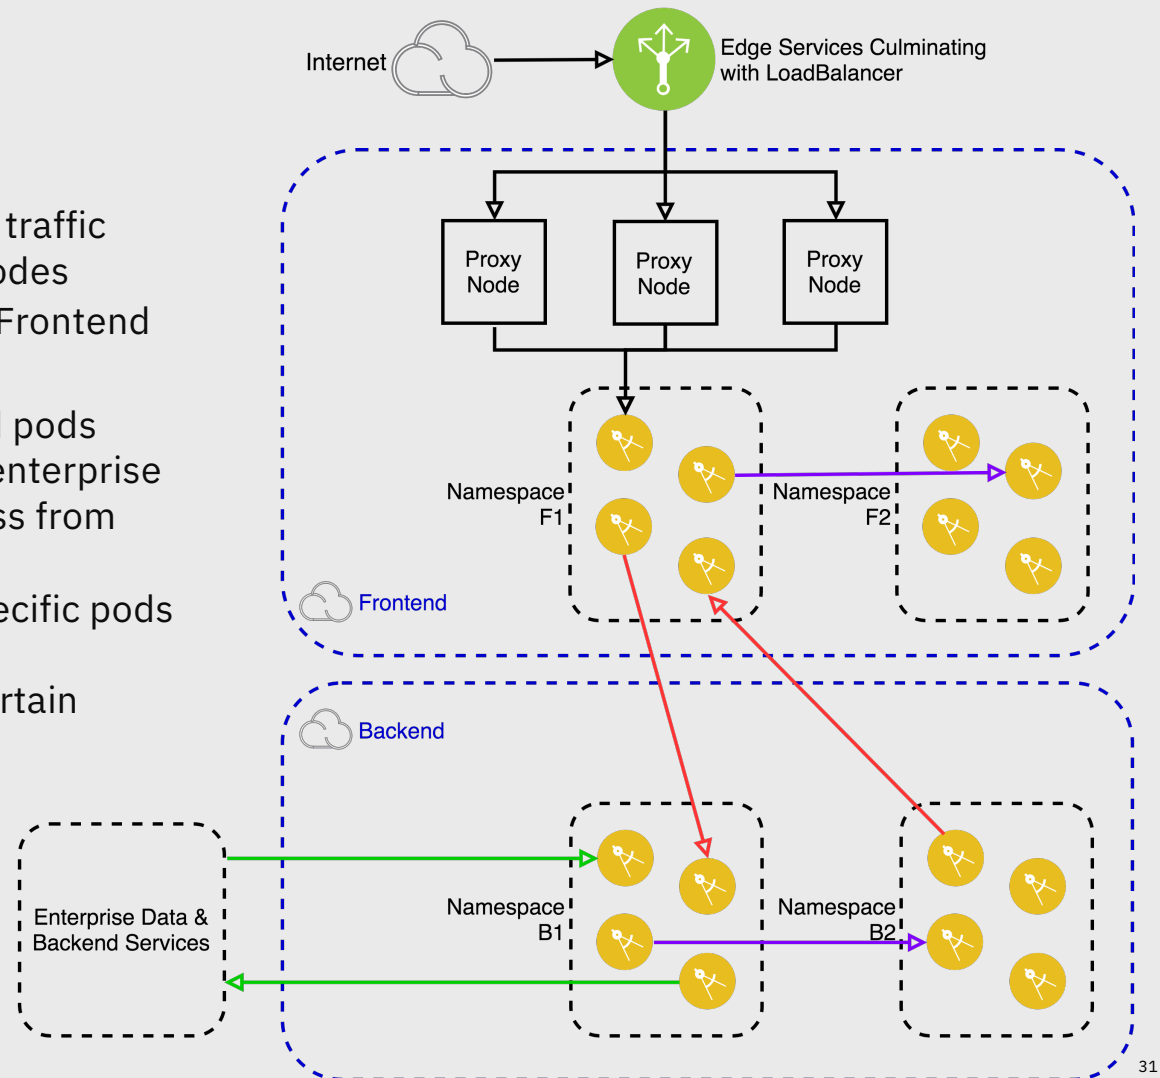 Internet
Edge Services Culminating
with LoadBalancer
traffic
odes
Frontend
pods
enterprise
ss from
ecific pods
rtain
Proxy
Node
Proxy
Node
Proxy
Node
Namespace
F1
Namespace
F2
Frontend
Backend
Enterprise Data &
Backend Services
Namespace
B1
Namespace
B2
31